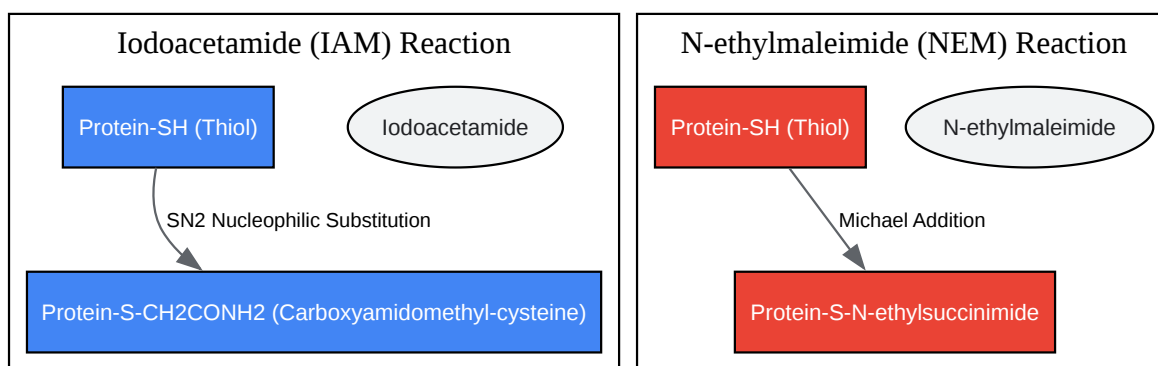 Iodoacetamide (IAM) Reaction
Protein-SH (Thiol)
Iodoacetamide
SN2 Nucleophilic Substitution
Protein-S-CH2CONH2 (Carboxyamidomethyl-cysteine)
N-ethylmaleimide (NEM) Reaction
Protein-SH (Thiol)
N-ethylmaleimide
Michael Addition
Protein-S-N-ethylsuccinimide